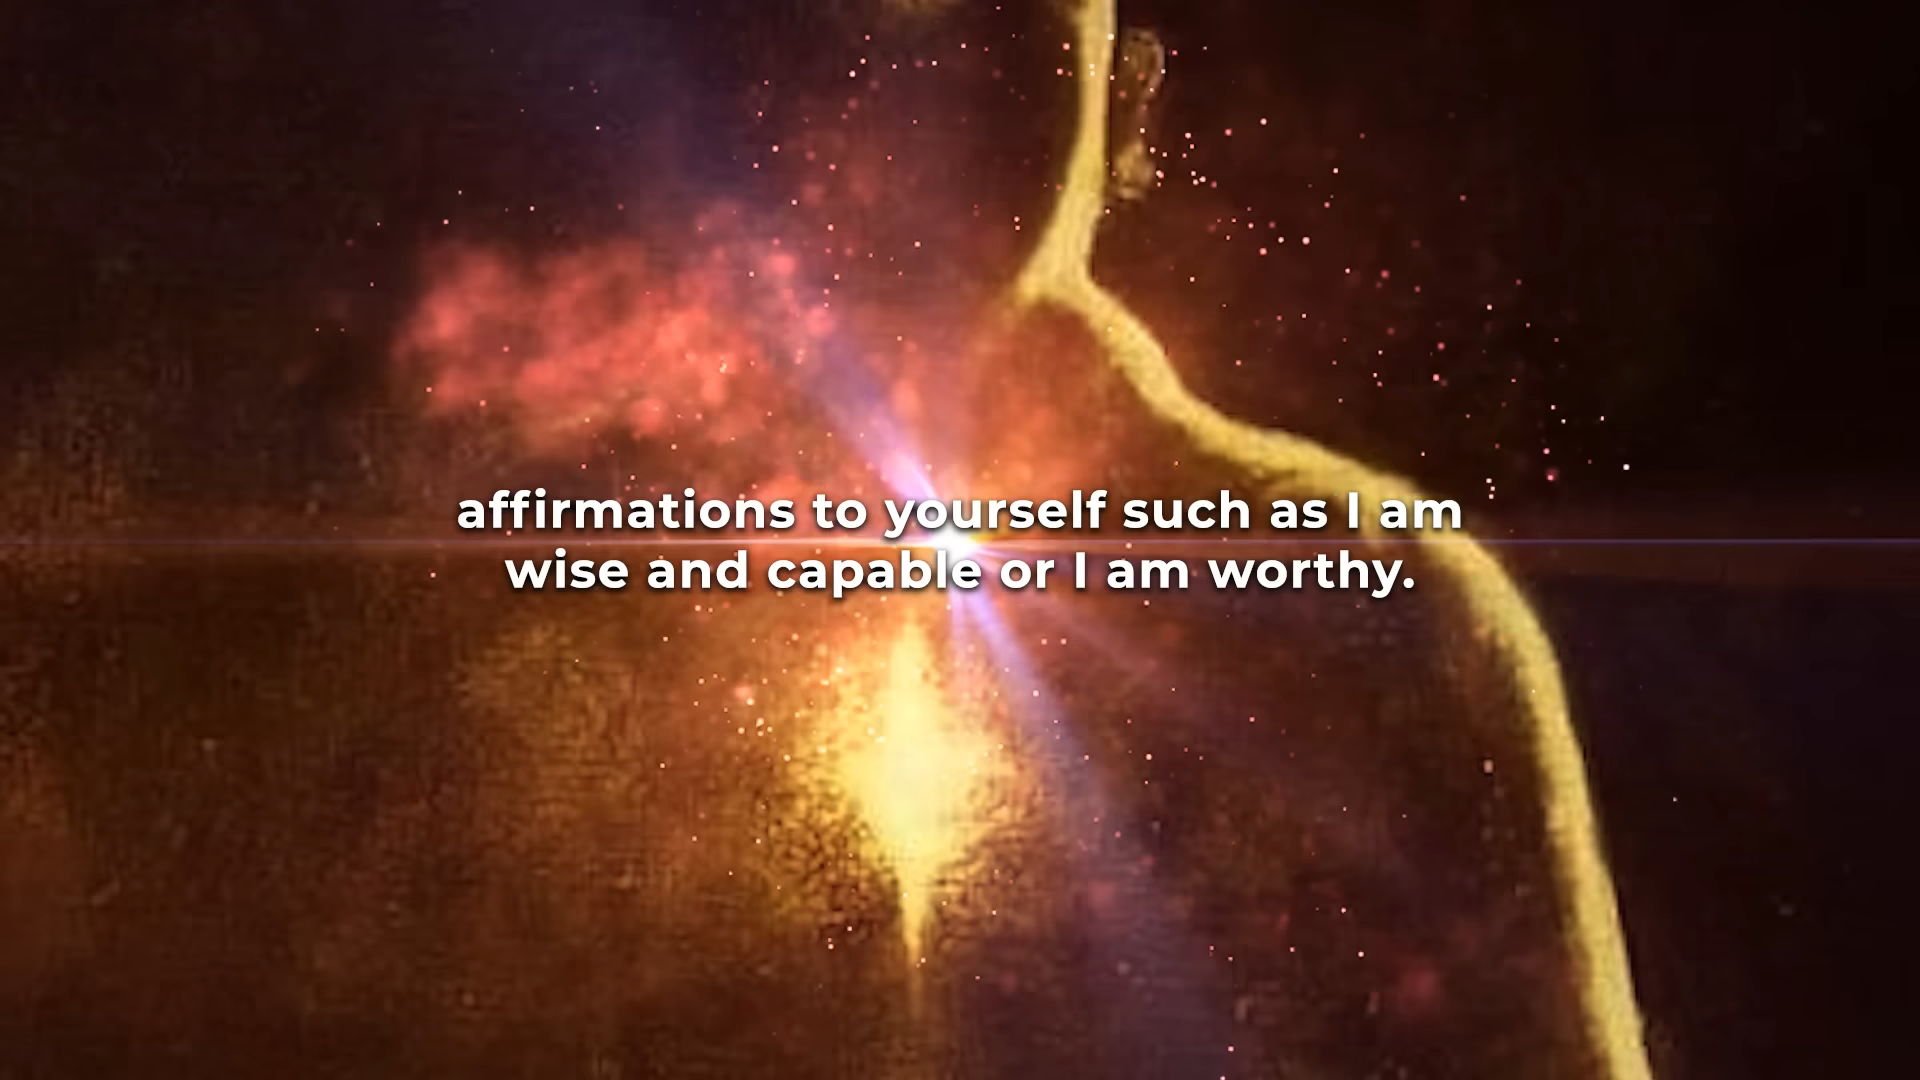 affirmations to yourself such as I am
wise and capable or I am worthy.